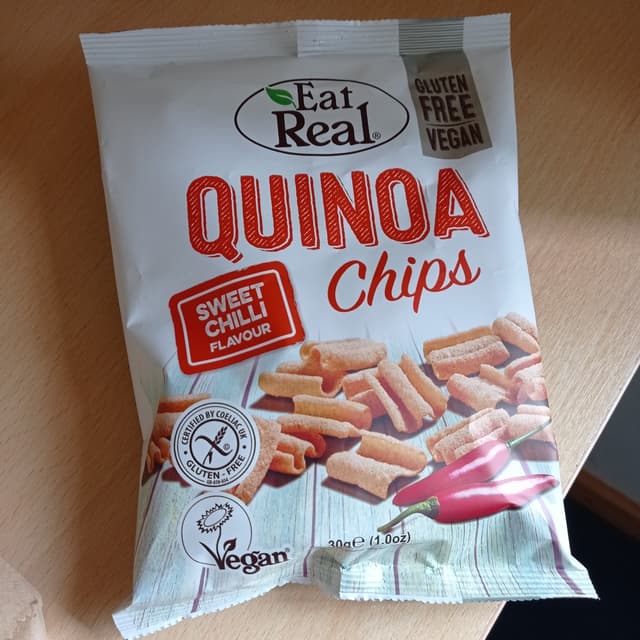 Eat
Real®
GLUTEN
FREE
VEGAN
QUINOA
Chips
SWEET
CHILLI
FLAVOUR
CERTIFIED BY COELIAC UK
GLUTEN-FREE
Vegan
30g e (1.0oz)